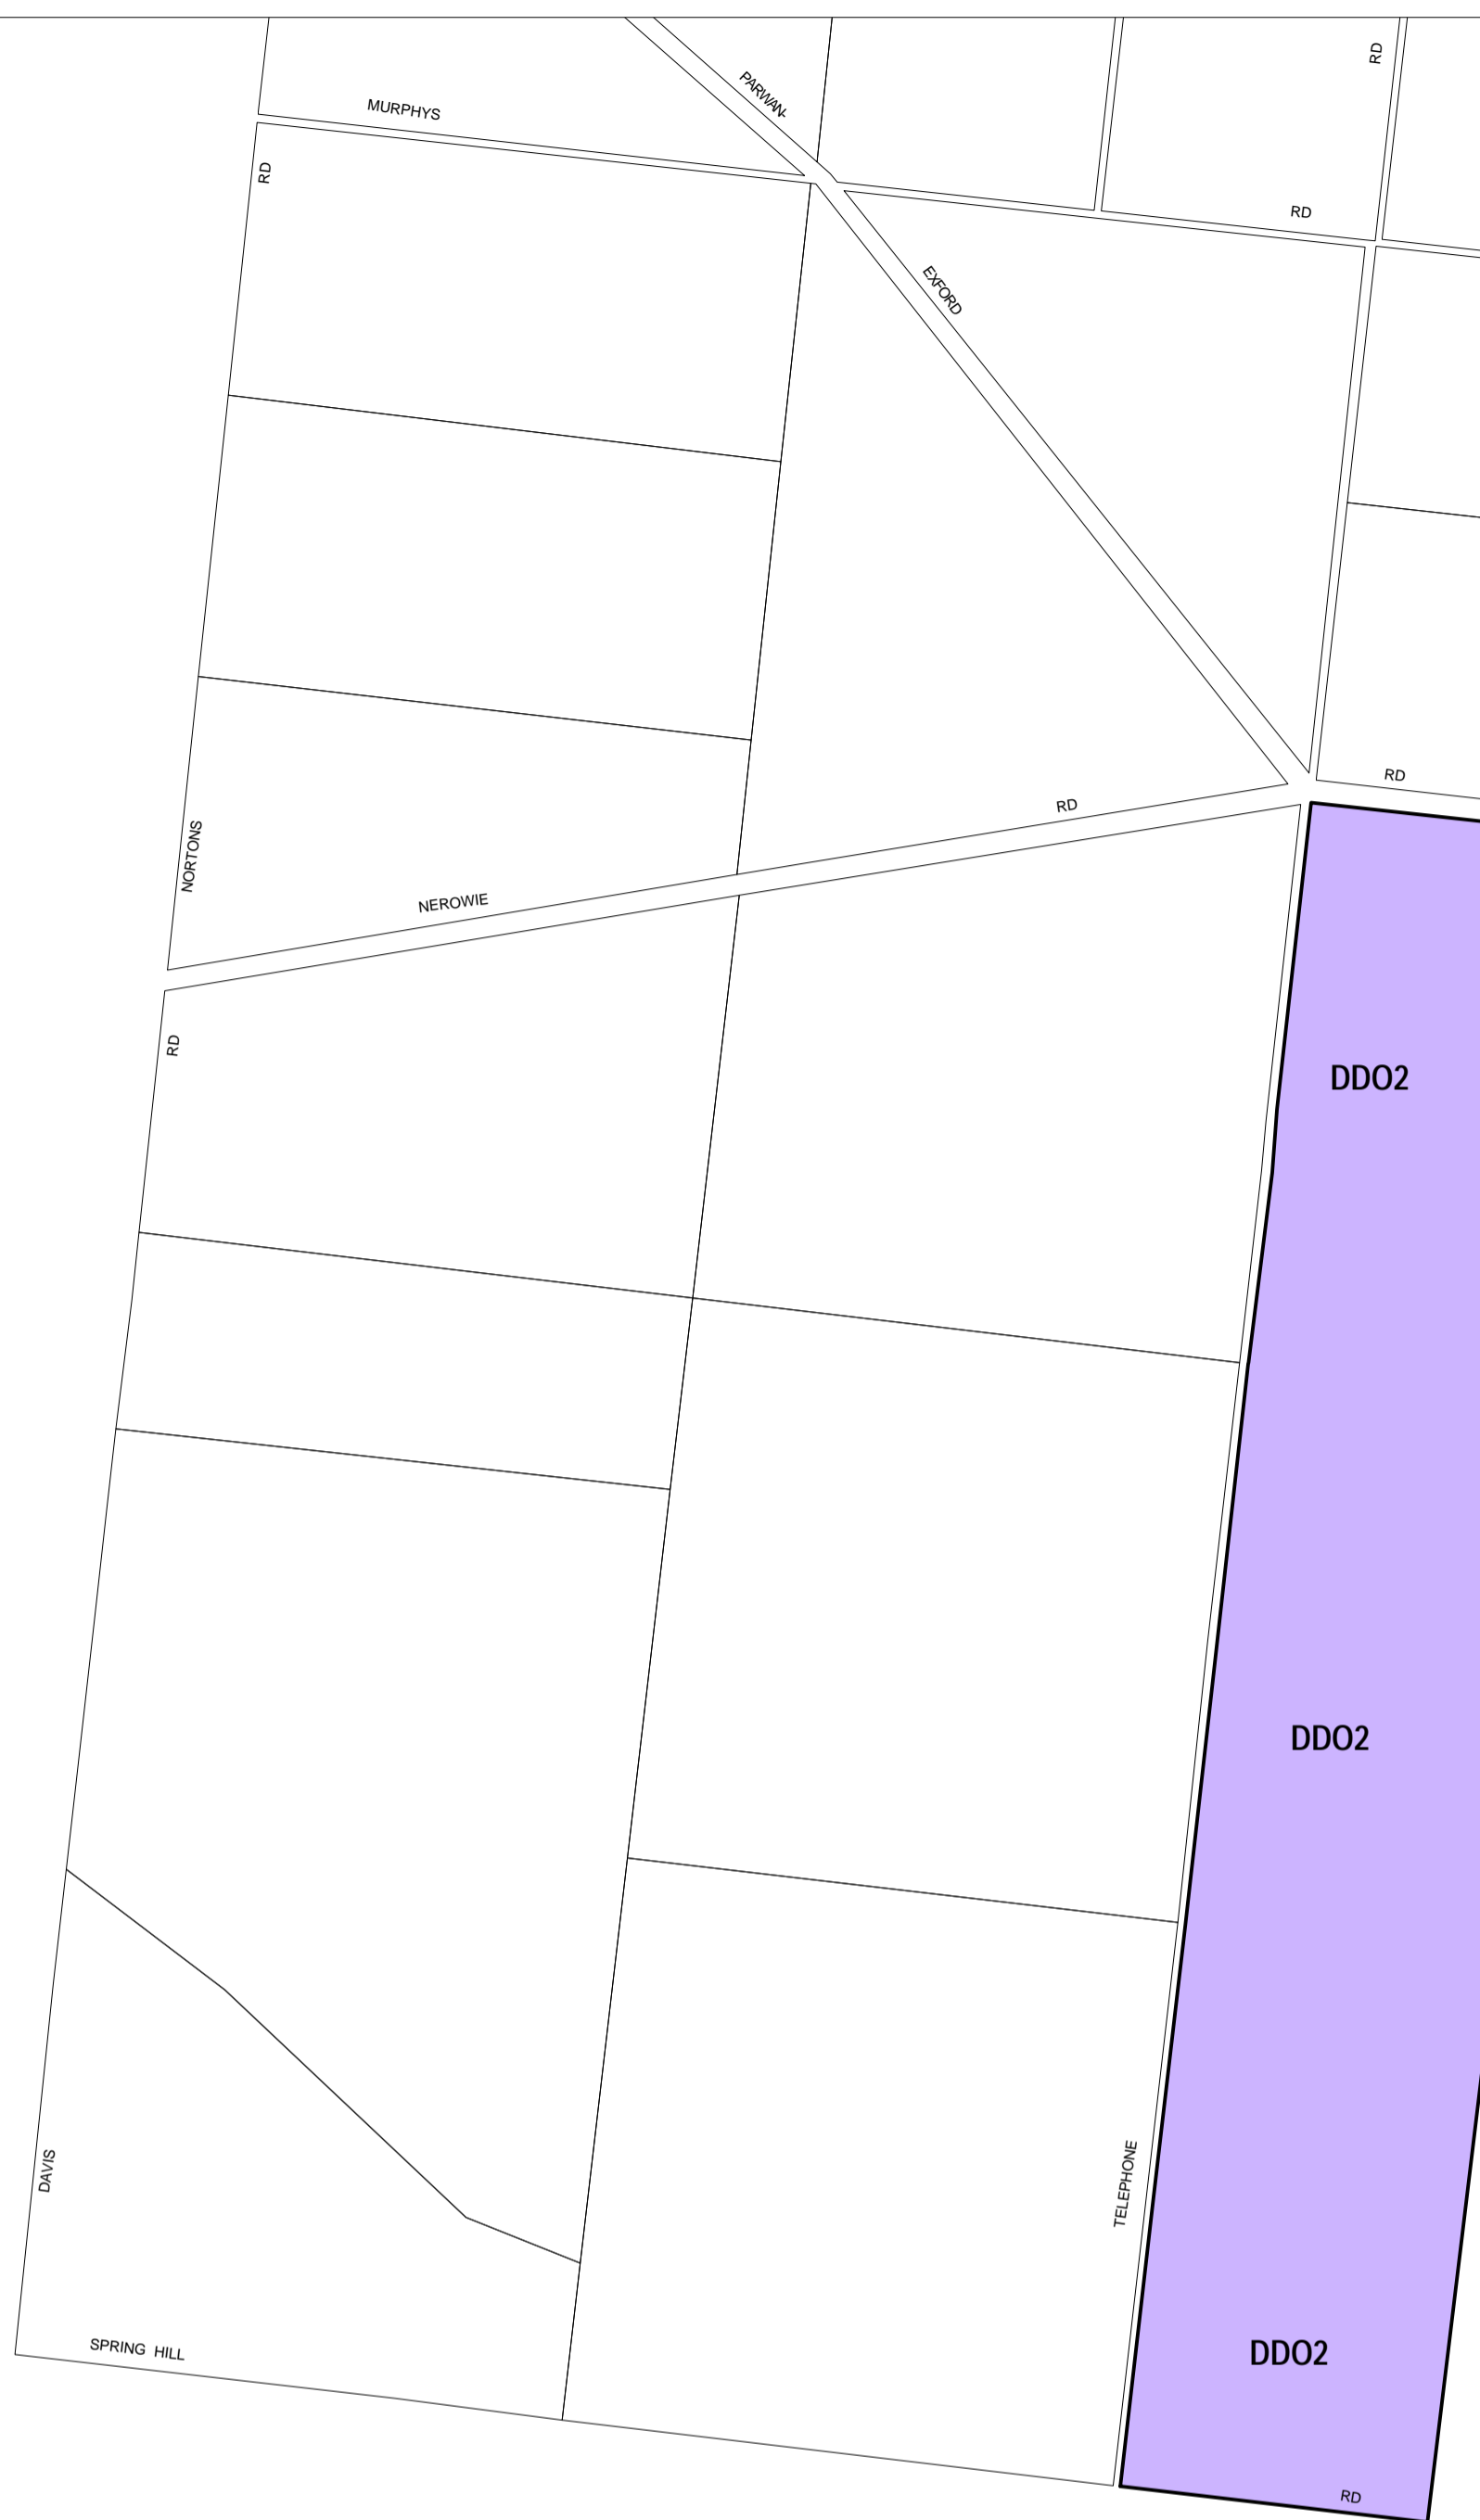 RD
PARWAN-
MURPHYS
RD
RD
EXFORD
RD
RD
NORTONS
NEROWIE
RD
DDO2
DDO2
DAVIS
TELEPHONE
SPRING HILL
DDO2
RD